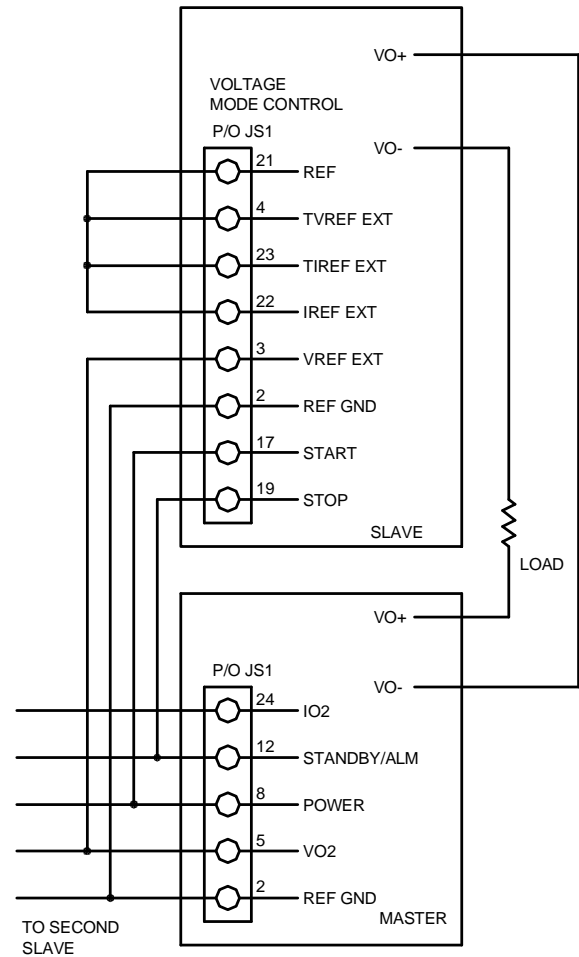 VO+
VOLTAGE
MODE CONTROL
P/O JS1
VO-
21 REF
4 TVREF EXT
23 TIREF EXT
22 IREF EXT
3 VREF EXT
2 REF GND
17 START
19 STOP
SLAVE
LOAD
VO+
P/O JS1
VO-
24 IO2
12 STANDBY/ALM
8 POWER
5 VO2
2 REF GND
MASTER
TO SECOND
SLAVE